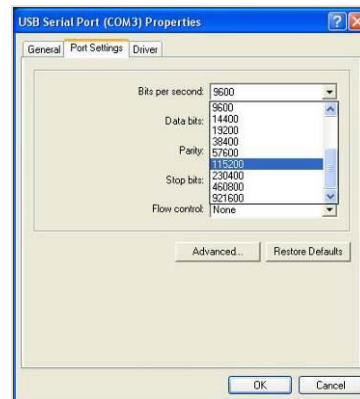 USB Serial Port (COM3) Properties
General Port Settings Driver
Bits per second: 9600
9600
Data bits: 14400
19200
38400
Parity: 57600
115200
Stop bits: 230400
460800
921600
Flow control: None
Advanced... Restore Defaults
OK Cancel